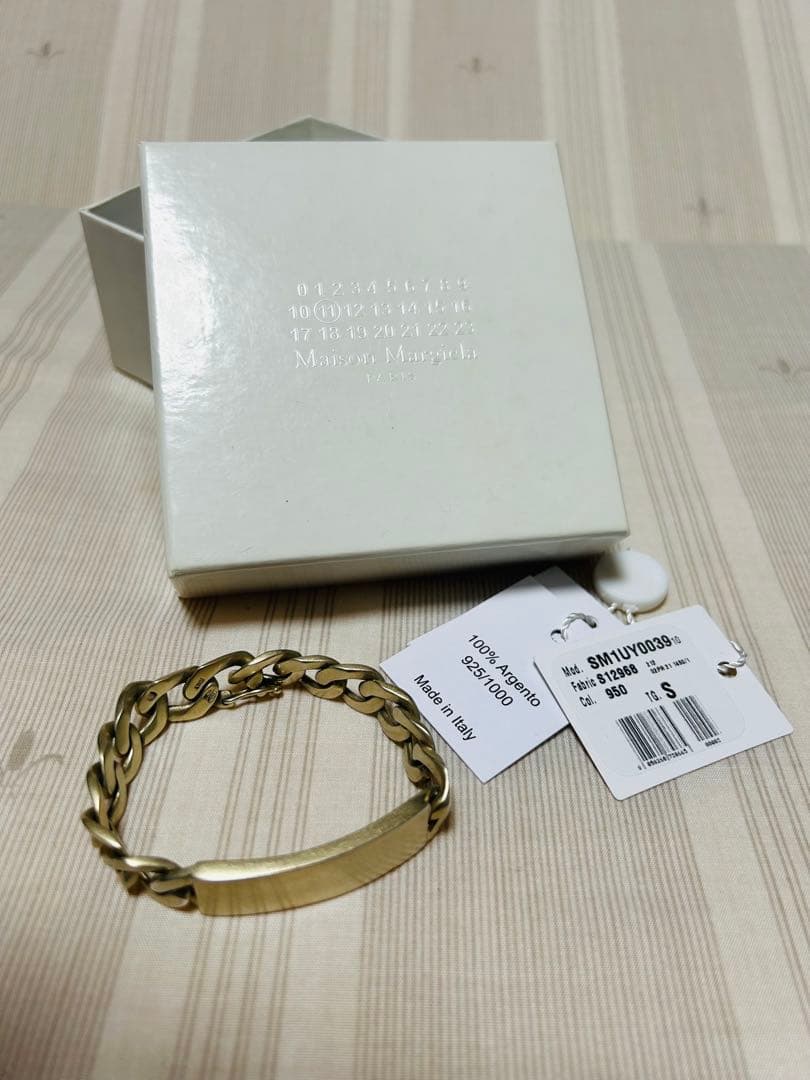 0 1 2 3 4 5 6 7 8 9
10 11 12 13 14 15 16
17 18 19 20 21 22 23
Maison Margiela
PARIS
100% Argento
925/1000
Made in Italy
Mod. SM1UY0039 10
Fabric S12968
Col. 950 TG. S